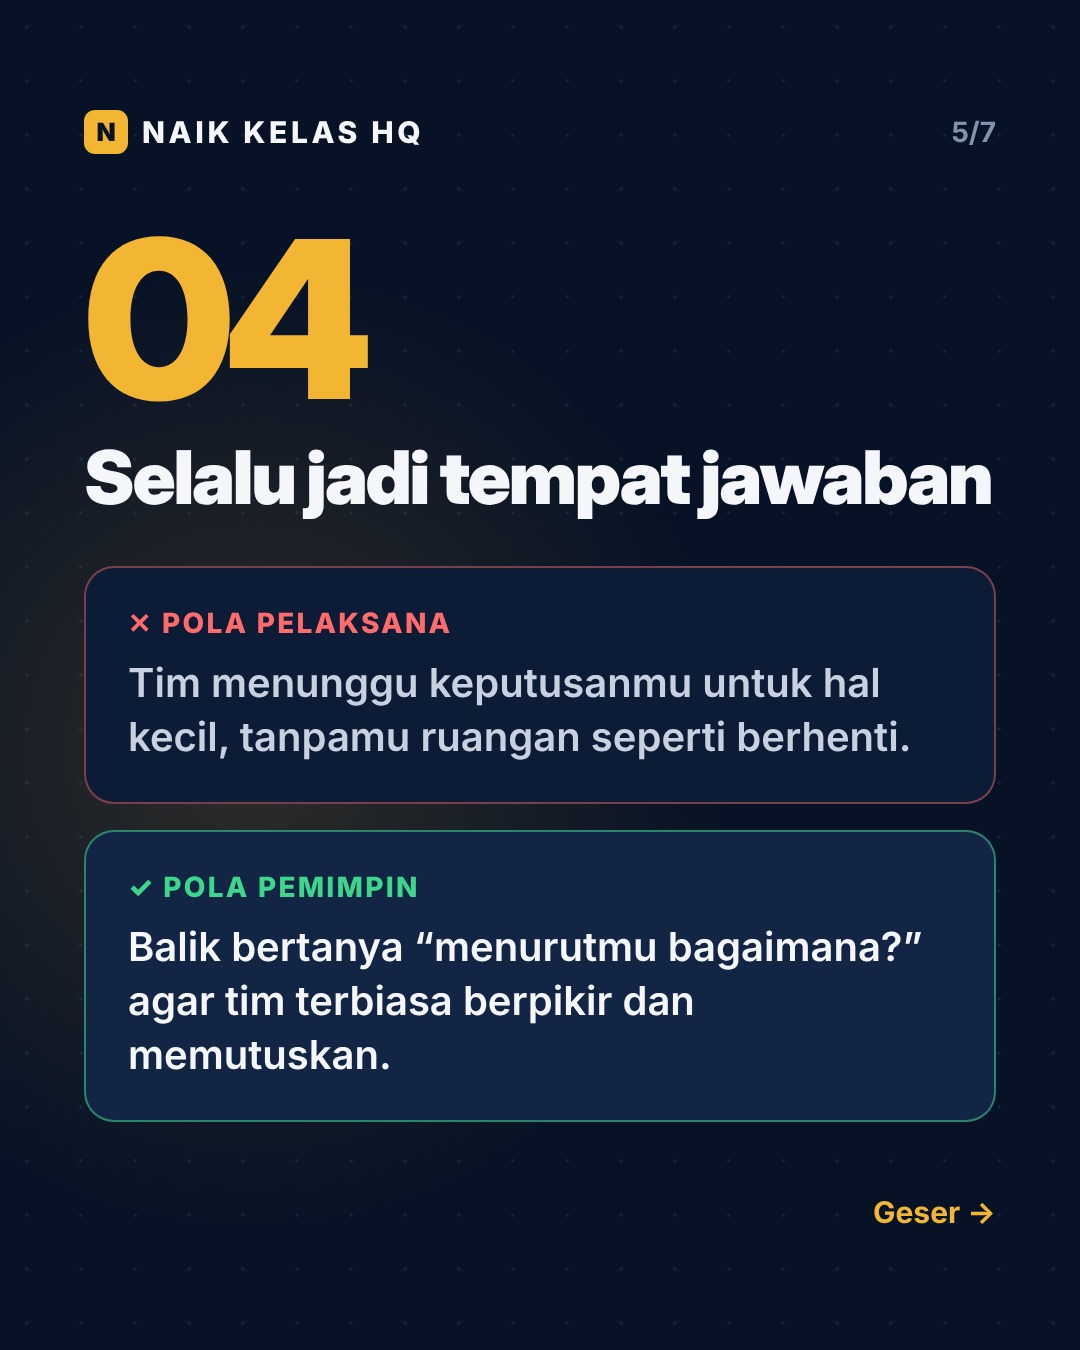 N NAIK KELAS HQ
5/7
04
Selalu jadi tempat jawaban
✕ POLA PELAKSANA
Tim menunggu keputusanmu untuk hal
kecil, tanpamu ruangan seperti berhenti.
✓ POLA PEMIMPIN
Balik bertanya “menurutmu bagaimana?”
agar tim terbiasa berpikir dan
memutuskan.
Geser →